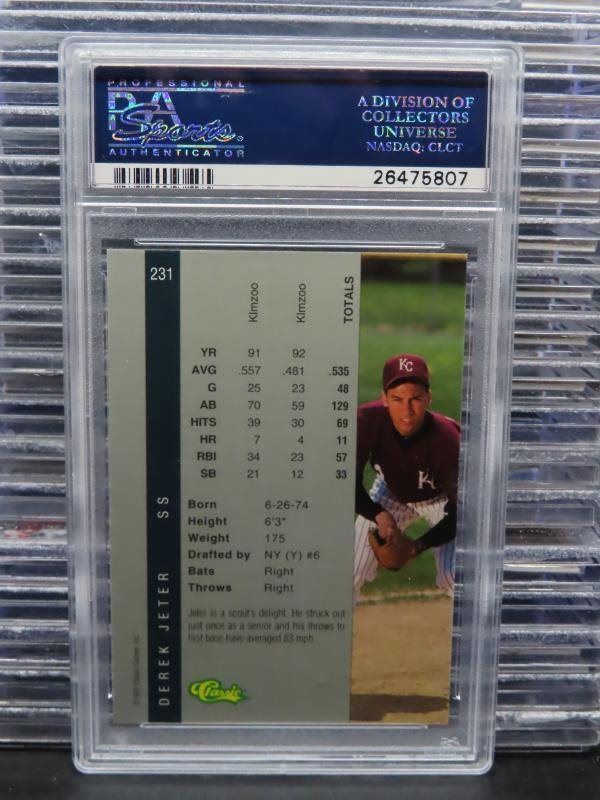 PROFESSIONAL
PSA
Sports
AUTHENTICATOR
A DIVISION OF
COLLECTORS
UNIVERSE
NASDAQ: CLCT
26475807
231
Klmzoo Klmzoo TOTALS
YR 91 92
AVG .557 .481 .535
G 25 23 48
AB 70 59 129
HITS 39 30 69
HR 7 4 11
RBI 34 23 57
SB 21 12 33
Born 6-26-74
Height 6'3"
Weight 175
Drafted by NY (Y) #6
Bats Right
Throws Right
Jeter is a scout's delight. He struck out
just once as a senior and his throws to
first base have averaged 83 mph.
DEREK JETER SS
Classic
KC
KC